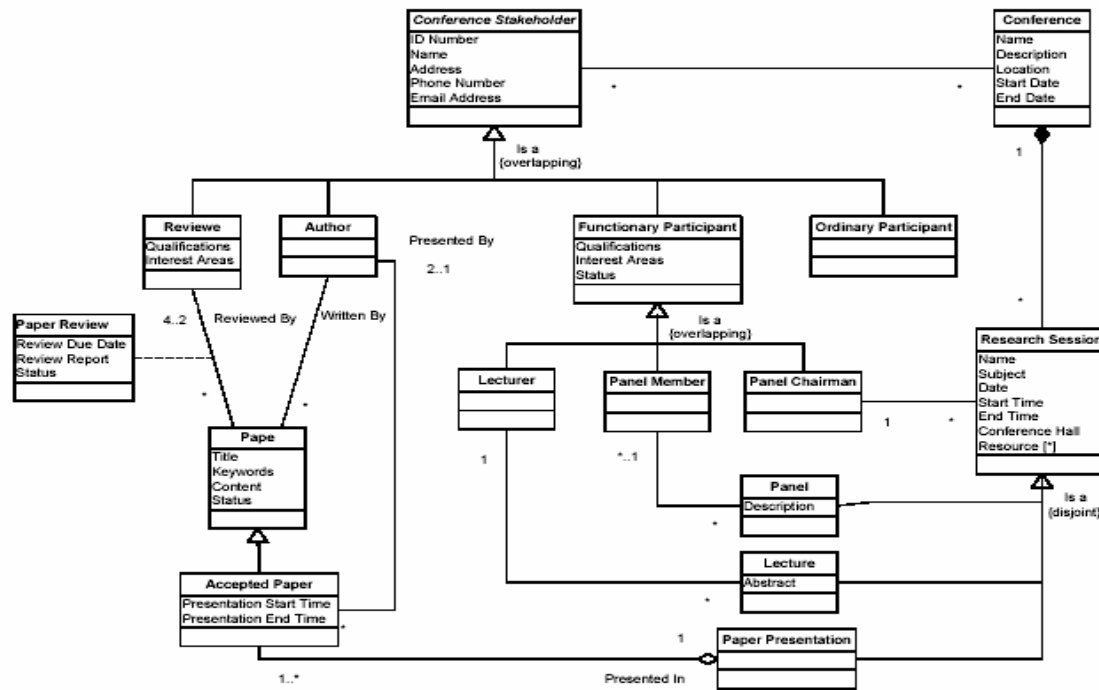 Conference Stakeholder
ID Number
Name
Address
Phone Number
Email Address
*
*
Conference
Name
Description
Location
Start Date
End Date
1
Is a
{overlapping}
Reviewe
Qualifications
Interest Areas
Author
Presented By
2..1
Functionary Participant
Qualifications
Interest Areas
Status
Ordinary Participant
*
4..2
Reviewed By
Written By
Paper Review
Review Due Date
Review Report
Status
*
*
Is a
{overlapping}
Research Session
Name
Subject
Date
Start Time
End Time
Conference Hall
Resource [*]
Lecturer
Panel Member
Panel Chairman
1
*
Pape
Title
Keywords
Content
Status
1
*..1
Panel
Description
*
Is a
{disjoint}
Lecture
Abstract
*
Accepted Paper
Presentation Start Time
Presentation End Time
*
1
Paper Presentation
1..*
Presented In